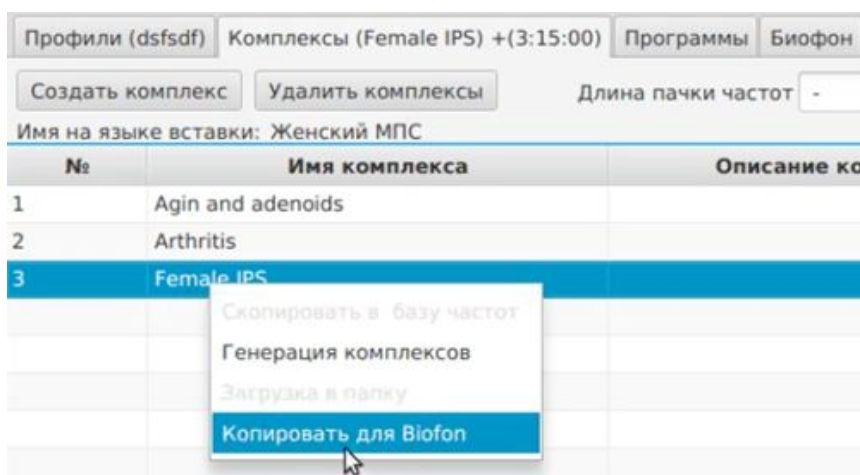 Профили (dsfsdf) Комплексы (Female IPS) +(3:15:00) Программы Биофон
Создать комплекс Удалить комплексы Длина пачки частот -
Имя на языке вставки: Женский МПС
№ Имя комплекса Описание ко
1 Agin and adenoids
2 Arthritis
3 Female IPS
Скопировать в базу частот
Генерация комплексов
Загрузка в папку
Копировать для Biofon